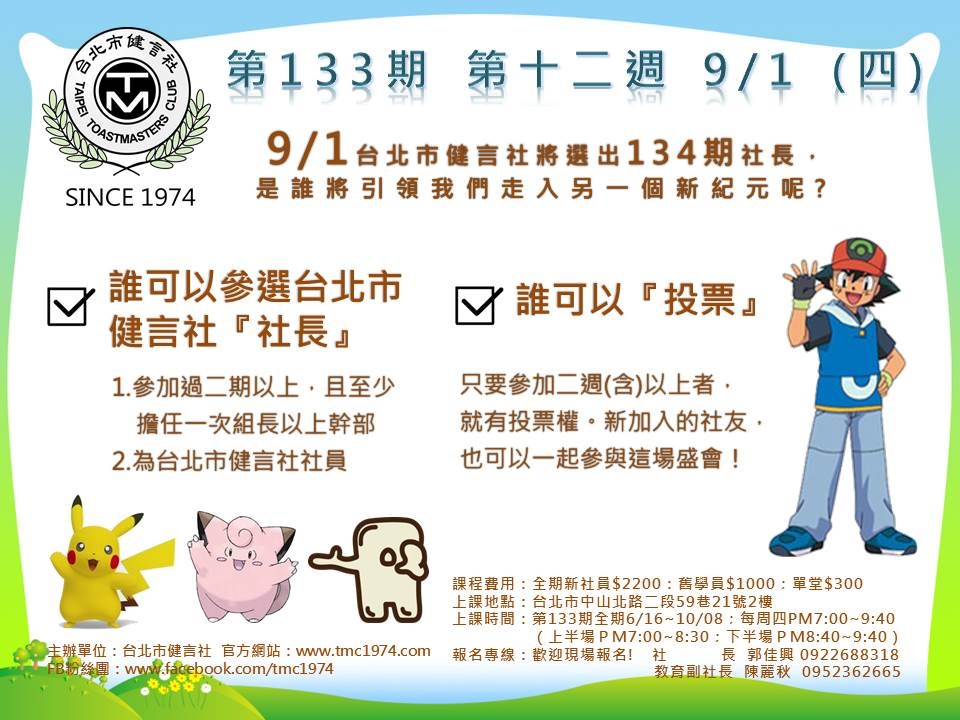 台北市健言社
TM
TAIPEI TOASTMASTERS CLUB
SINCE 1974
第133期 第十二週 9/1 (四)
9/1台北市健言社將選出134期社長，
是誰將引領我們走入另一個新紀元呢?
誰可以參選台北市
健言社『社長』
1.參加過二期以上，且至少
擔任一次組長以上幹部
2.為台北市健言社社員
誰可以『投票』
只要參加二週(含)以上者，
就有投票權。新加入的社友，
也可以一起參與這場盛會！
課程費用：全期新社員$2200；舊學員$1000；單堂$300
上課地點：台北市中山北路二段59巷21號2樓
上課時間：第133期全期6/16~10/08；每周四PM7:00~9:40
（上半場ＰM7:00~8:30；下半場ＰM8:40~9:40）
報名專線：歡迎現場報名! 社 長 郭佳興 0922688318
教育副社長 陳麗秋 0952362665
主辦單位：台北市健言社 官方網站：www.tmc1974.com
FB粉絲團：www.facebook.com/tmc1974